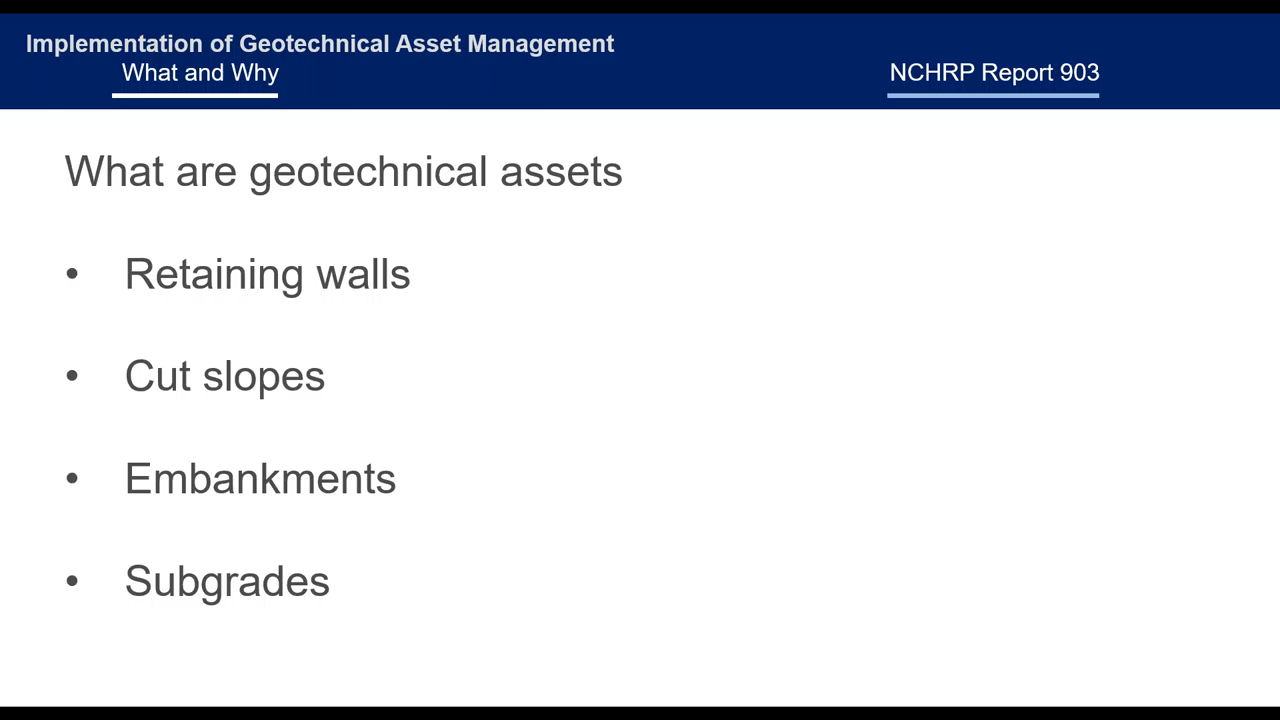 Implementation of Geotechnical Asset Management
What and Why
NCHRP Report 903
What are geotechnical assets
• Retaining walls
• Cut slopes
• Embankments
• Subgrades